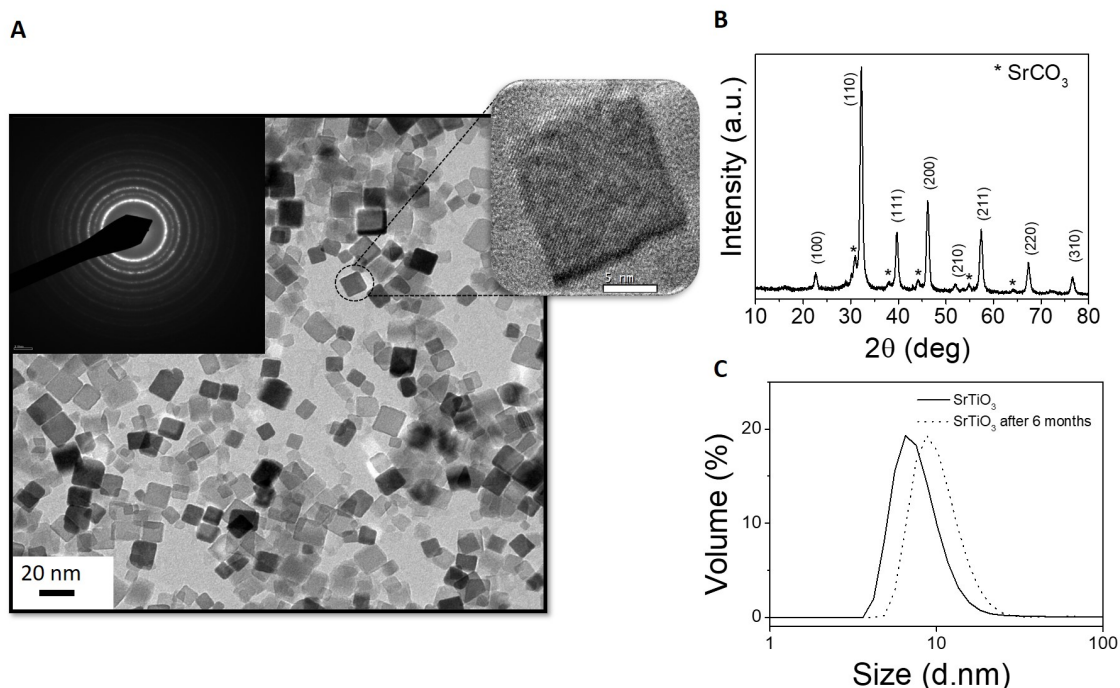 A
5 nm
20 nm
B
* SrCO₃
(100)
*
(110)
*
(111)
*
(200)
(210)
*
(211)
*
(220)
(310)
Intensity (a.u.)
10 20 30 40 50 60 70 80
2θ (deg)
C
SrTiO₃
SrTiO₃ after 6 months
20
10
0
Volume (%)
1 10 100
Size (d.nm)